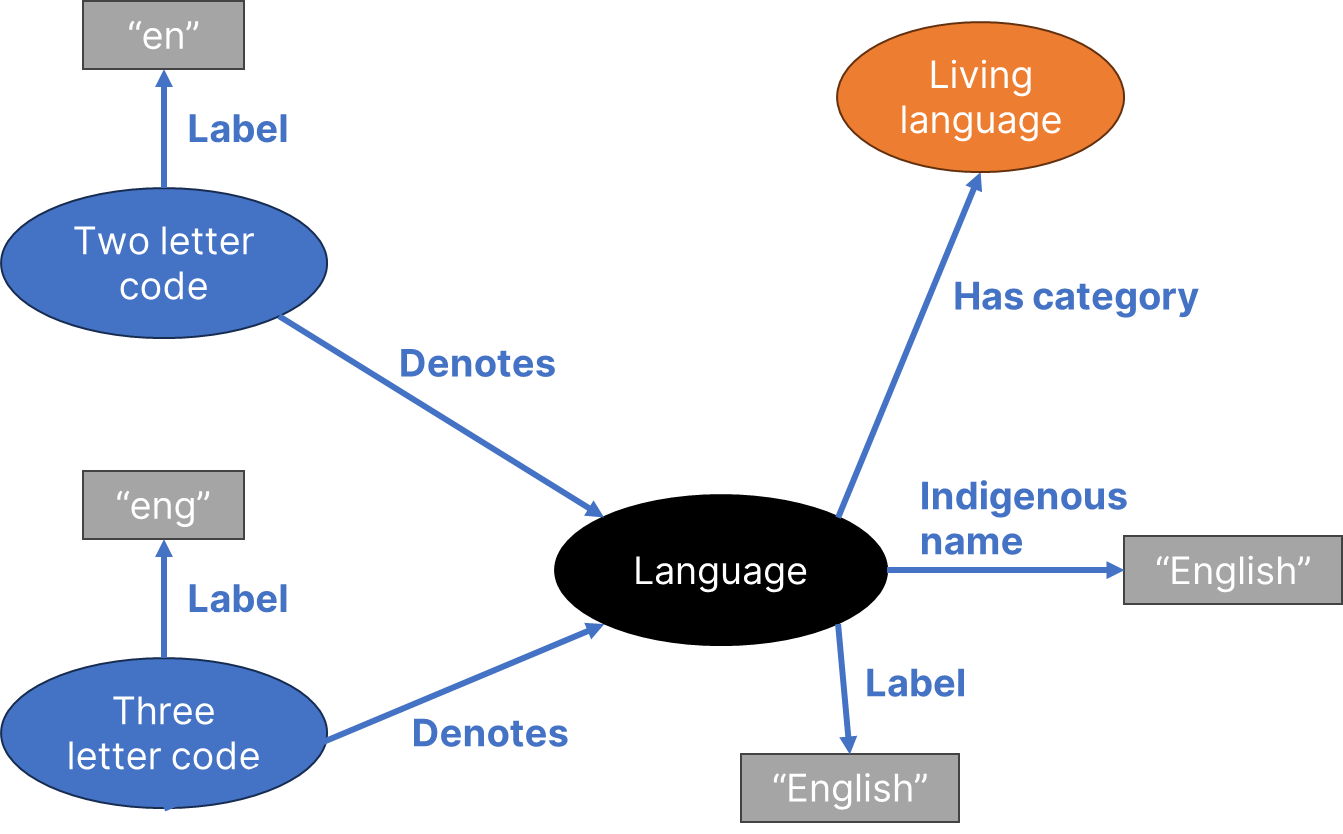 “en”
Label
Two letter
code
Denotes
“eng”
Label
Three
letter code
Denotes
Language
Living
language
Has category
Indigenous
name
“English”
Label
“English”